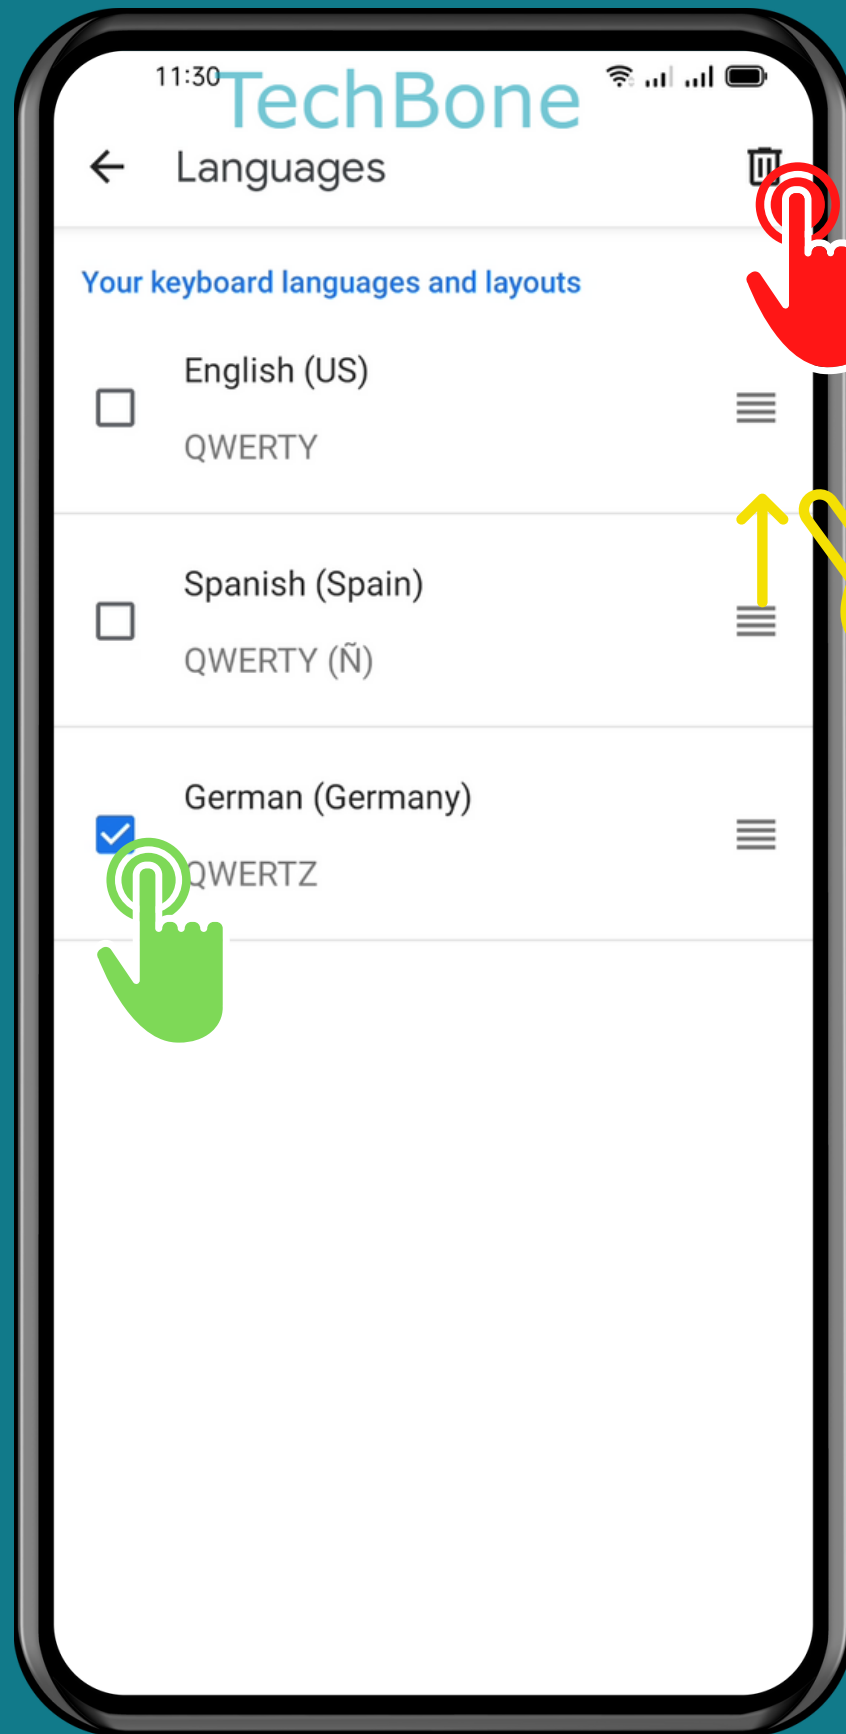 11:30
TechBone
Languages
Your keyboard languages and layouts
English (US)
QWERTY
Spanish (Spain)
QWERTY (Ñ)
German (Germany)
QWERTZ